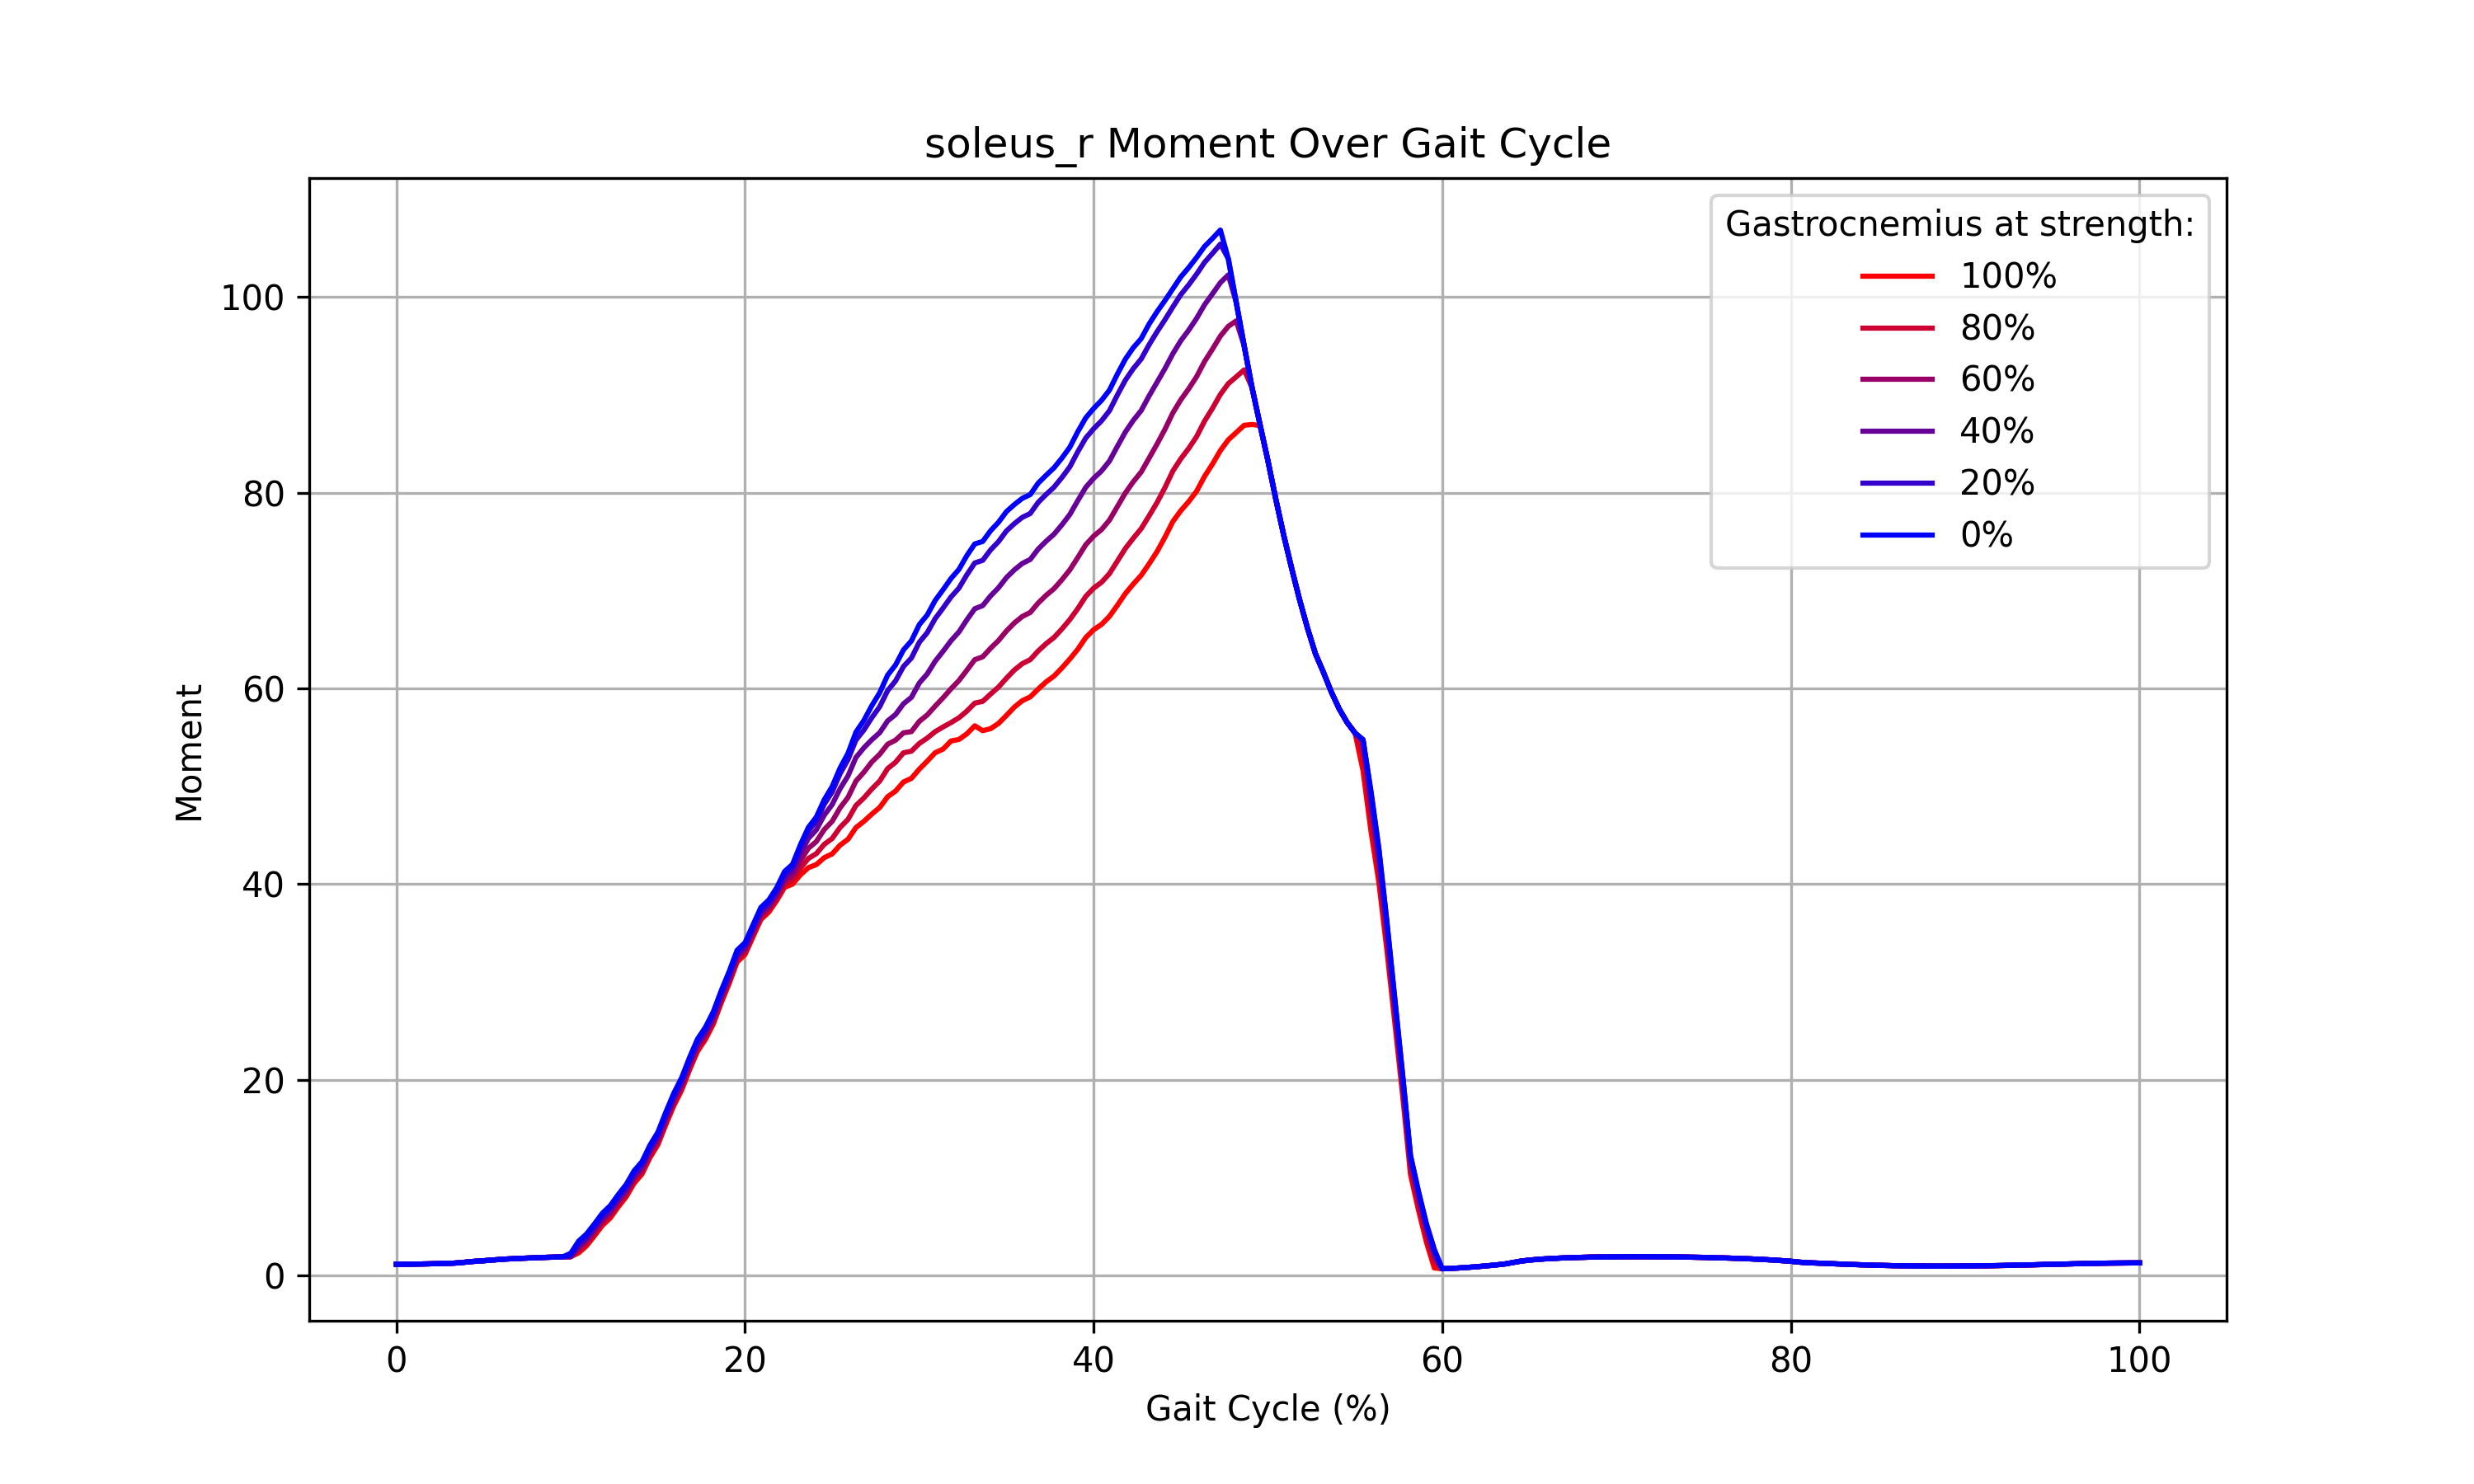 soleus_r Moment Over Gait Cycle
Gastrocnemius at strength:
100%
80%
60%
40%
20%
0%
Moment
100
80
60
40
20
0
0 20 40 60 80 100
Gait Cycle (%)